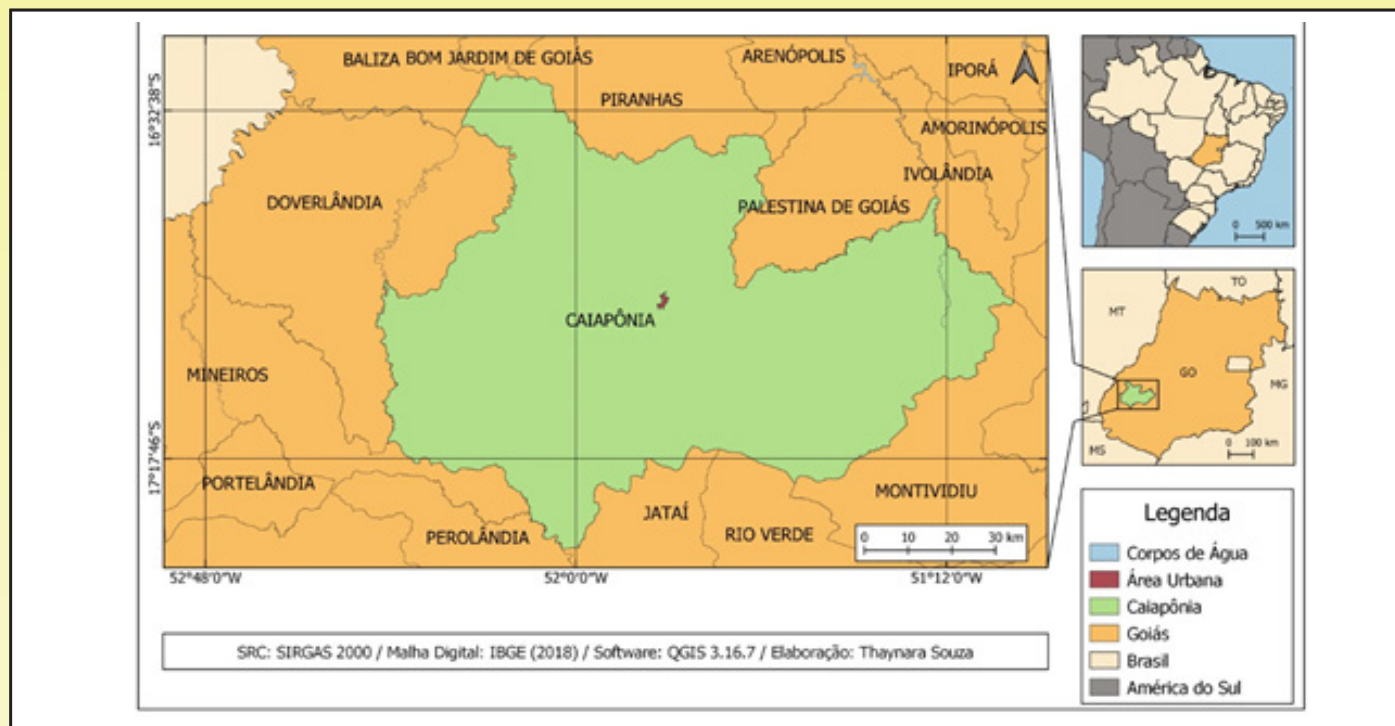 BALIZA BOM JARDIM DE GOIÁS
ARENÓPOLIS
IPORÁ
PIRANHAS
AMORINÓPOLIS
IVOLÂNDIA
DOVERLÂNDIA
PALESTINA DE GOIÁS
CAIAPÔNIA
MINEIROS
PORTELÂNDIA
PEROLÂNDIA
JATAÍ
RIO VERDE
MONTIVIDIU
0 10 20 30 km
16°32'38"S
17°17'46"S
52°48'0"W
52°0'0"W
51°12'0"W
0 500 km
TO
MT
GO
MG
MS
0 100 km
Legenda
Corpos de Água
Área Urbana
Caiapônia
Goiás
Brasil
América do Sul
SRC: SIRGAS 2000 / Malha Digital: IBGE (2018) / Software: QGIS 3.16.7 / Elaboração: Thaynara Souza